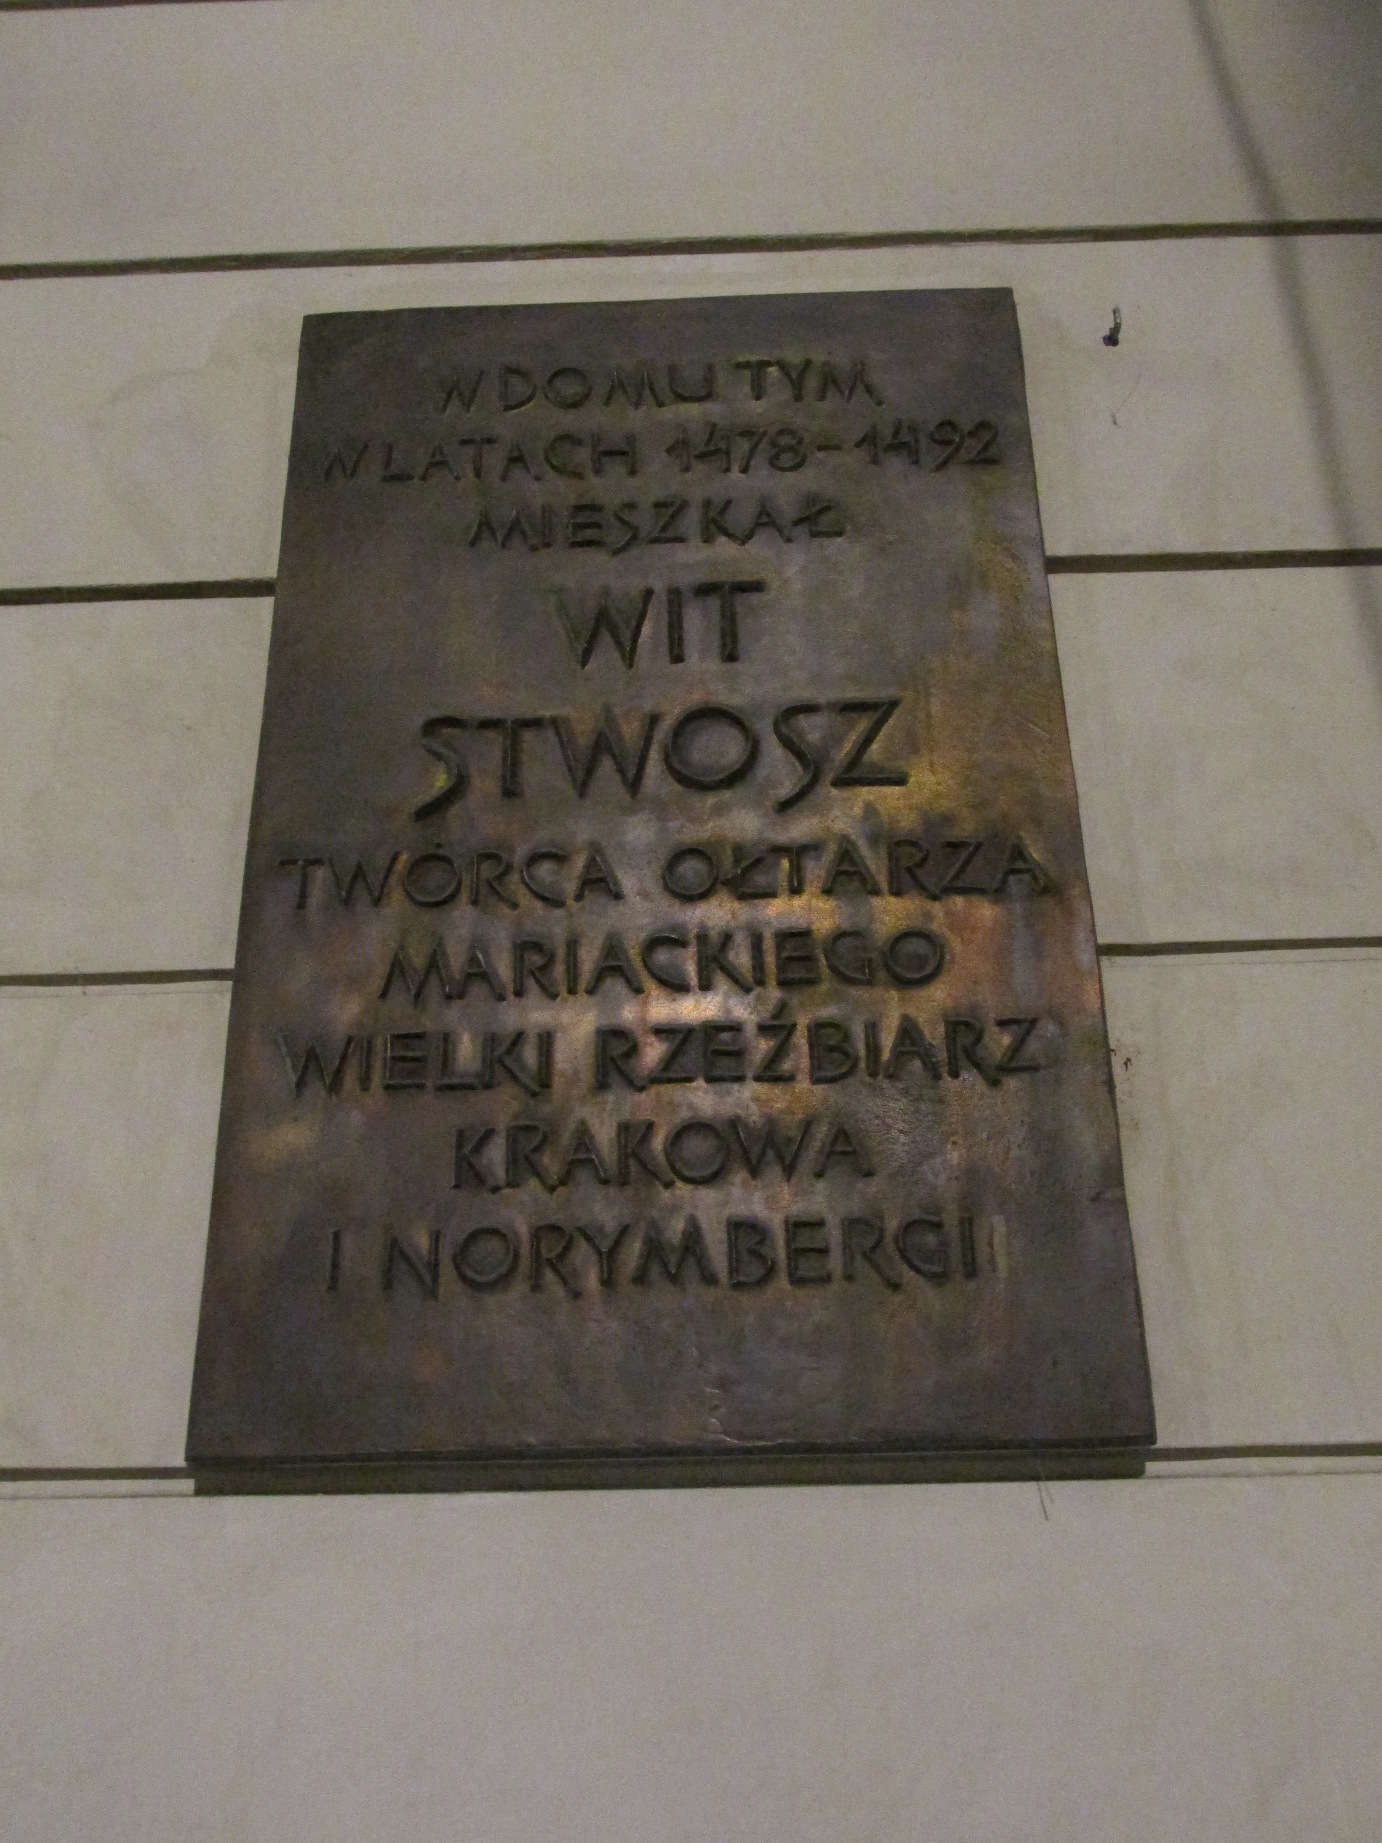 W DOMU TYM
W LATACH 1478-1492
MIESZKAŁ
WIT
STWOSZ
TWÓRCA OŁTARZA
MARIACKIEGO
WIELKI RZEŹBIARZ
KRAKOWA
I NORYMBERGI